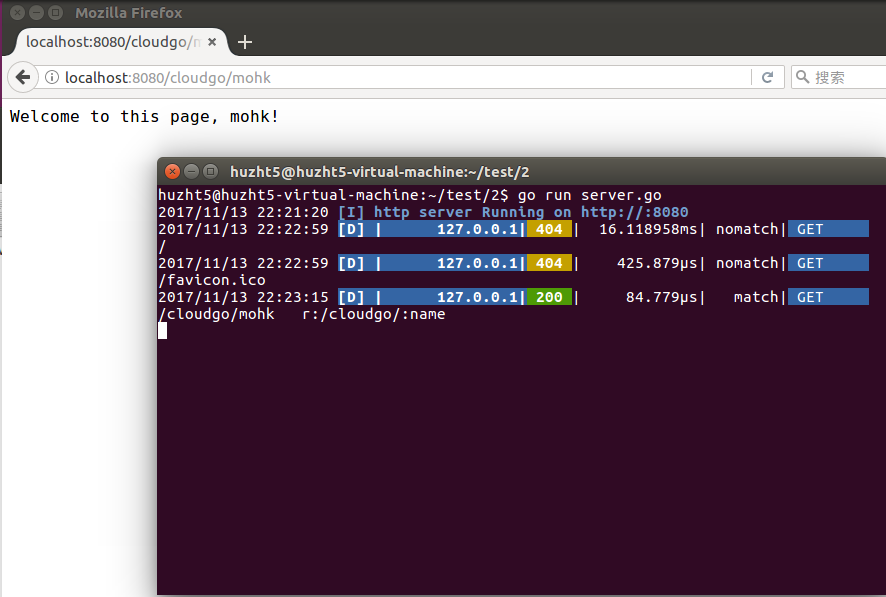 Mozilla Firefox
localhost:8080/cloudgo/m
localhost:8080/cloudgo/mohk
搜索
Welcome to this page, mohk!
huzht5@huzht5-virtual-machine: ~/test/2
huzht5@huzht5-virtual-machine:~/test/2$ go run server.go
2017/11/13 22:21:20 [I] http server Running on http://:8080
2017/11/13 22:22:59 [D] | 127.0.0.1| 404 | 16.118958ms| nomatch| GET
/
2017/11/13 22:22:59 [D] | 127.0.0.1| 404 | 425.879µs| nomatch| GET
/favicon.ico
2017/11/13 22:23:15 [D] | 127.0.0.1| 200 | 84.779µs| match| GET
/cloudgo/mohk r:/cloudgo/:name